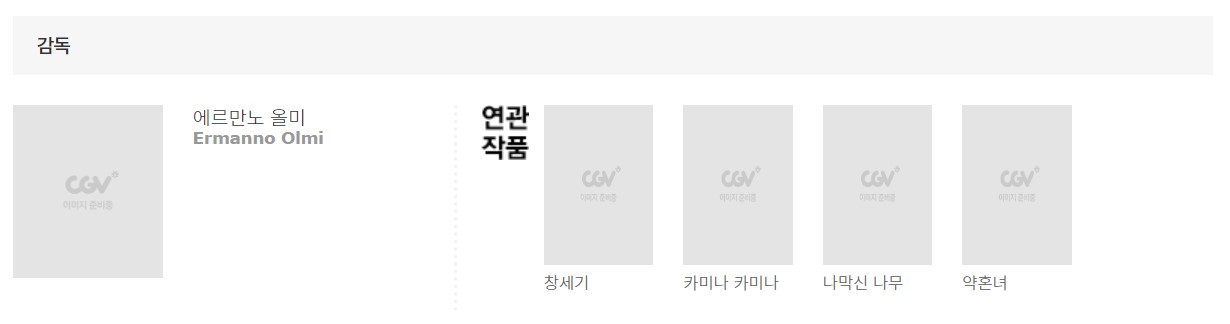 감독
에르만노 올미
Ermanno Olmi
CGV
이미지 준비중
연관
작품
CGV
이미지 준비중
CGV
이미지 준비중
CGV
이미지 준비중
CGV
이미지 준비중
창세기
카미나 카미나
나막신 나무
약혼녀